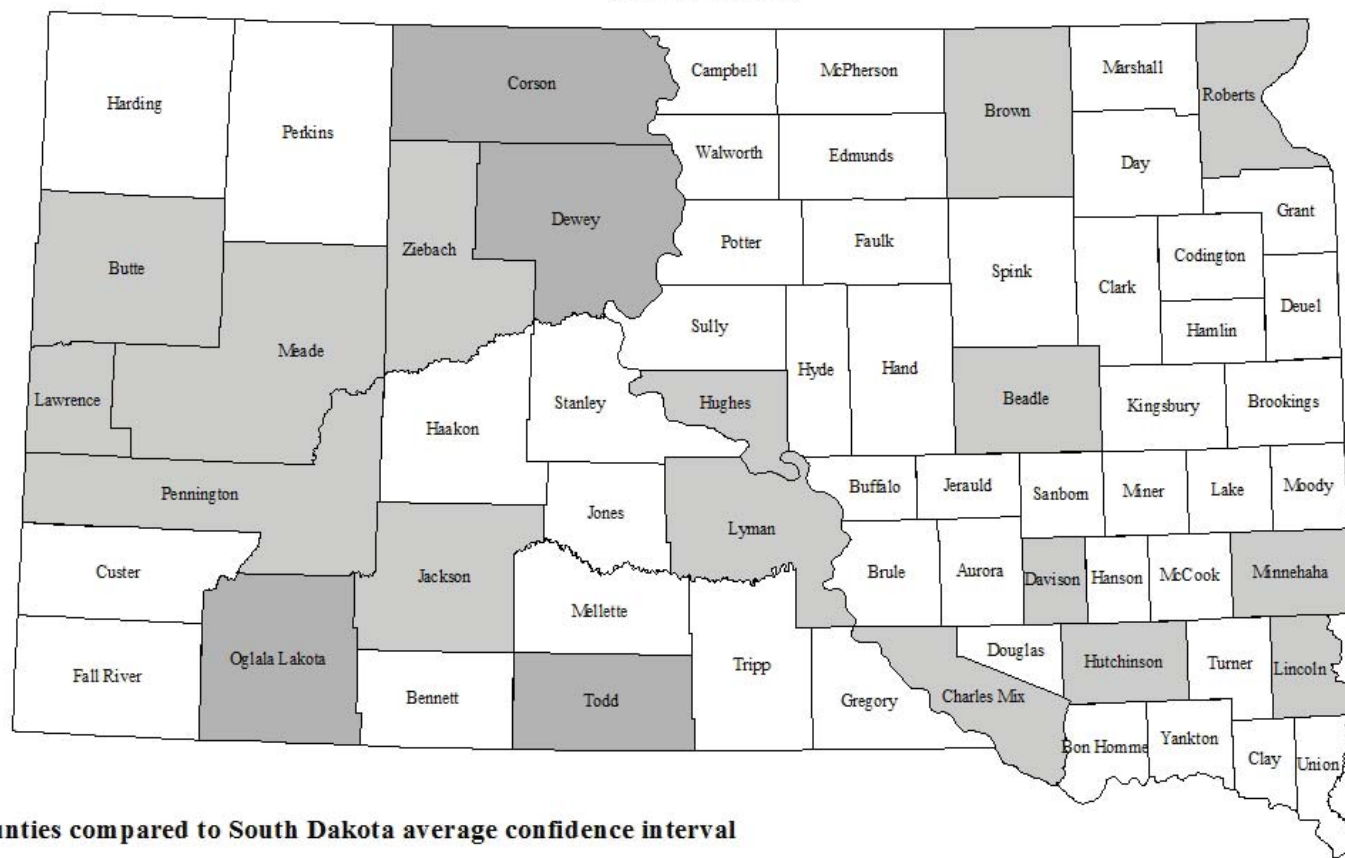 Harding
Perkins
Corson
Campbell
McPherson
Brown
Marshall
Roberts
Walworth
Edmunds
Day
Butte
Ziebach
Dewey
Potter
Faulk
Spink
Clark
Codington
Grant
Hamlin
Deuel
Lawrence
Meade
Haakon
Stanley
Sully
Hughes
Hyde
Hand
Beadle
Kingsbury
Brookings
Pennington
Jackson
Jones
Lyman
Buffalo
Jerauld
Sanborn
Miner
Lake
Moody
Custer
Mellette
Brule
Aurora
Davison
Hanson
McCook
Minnehaha
Fall River
Oglala Lakota
Bennett
Todd
Tripp
Gregory
Charles Mix
Douglas
Hutchinson
Turner
Lincoln
Bon Homme
Yankton
Clay
Union
compared to South Dakota average confidence interval